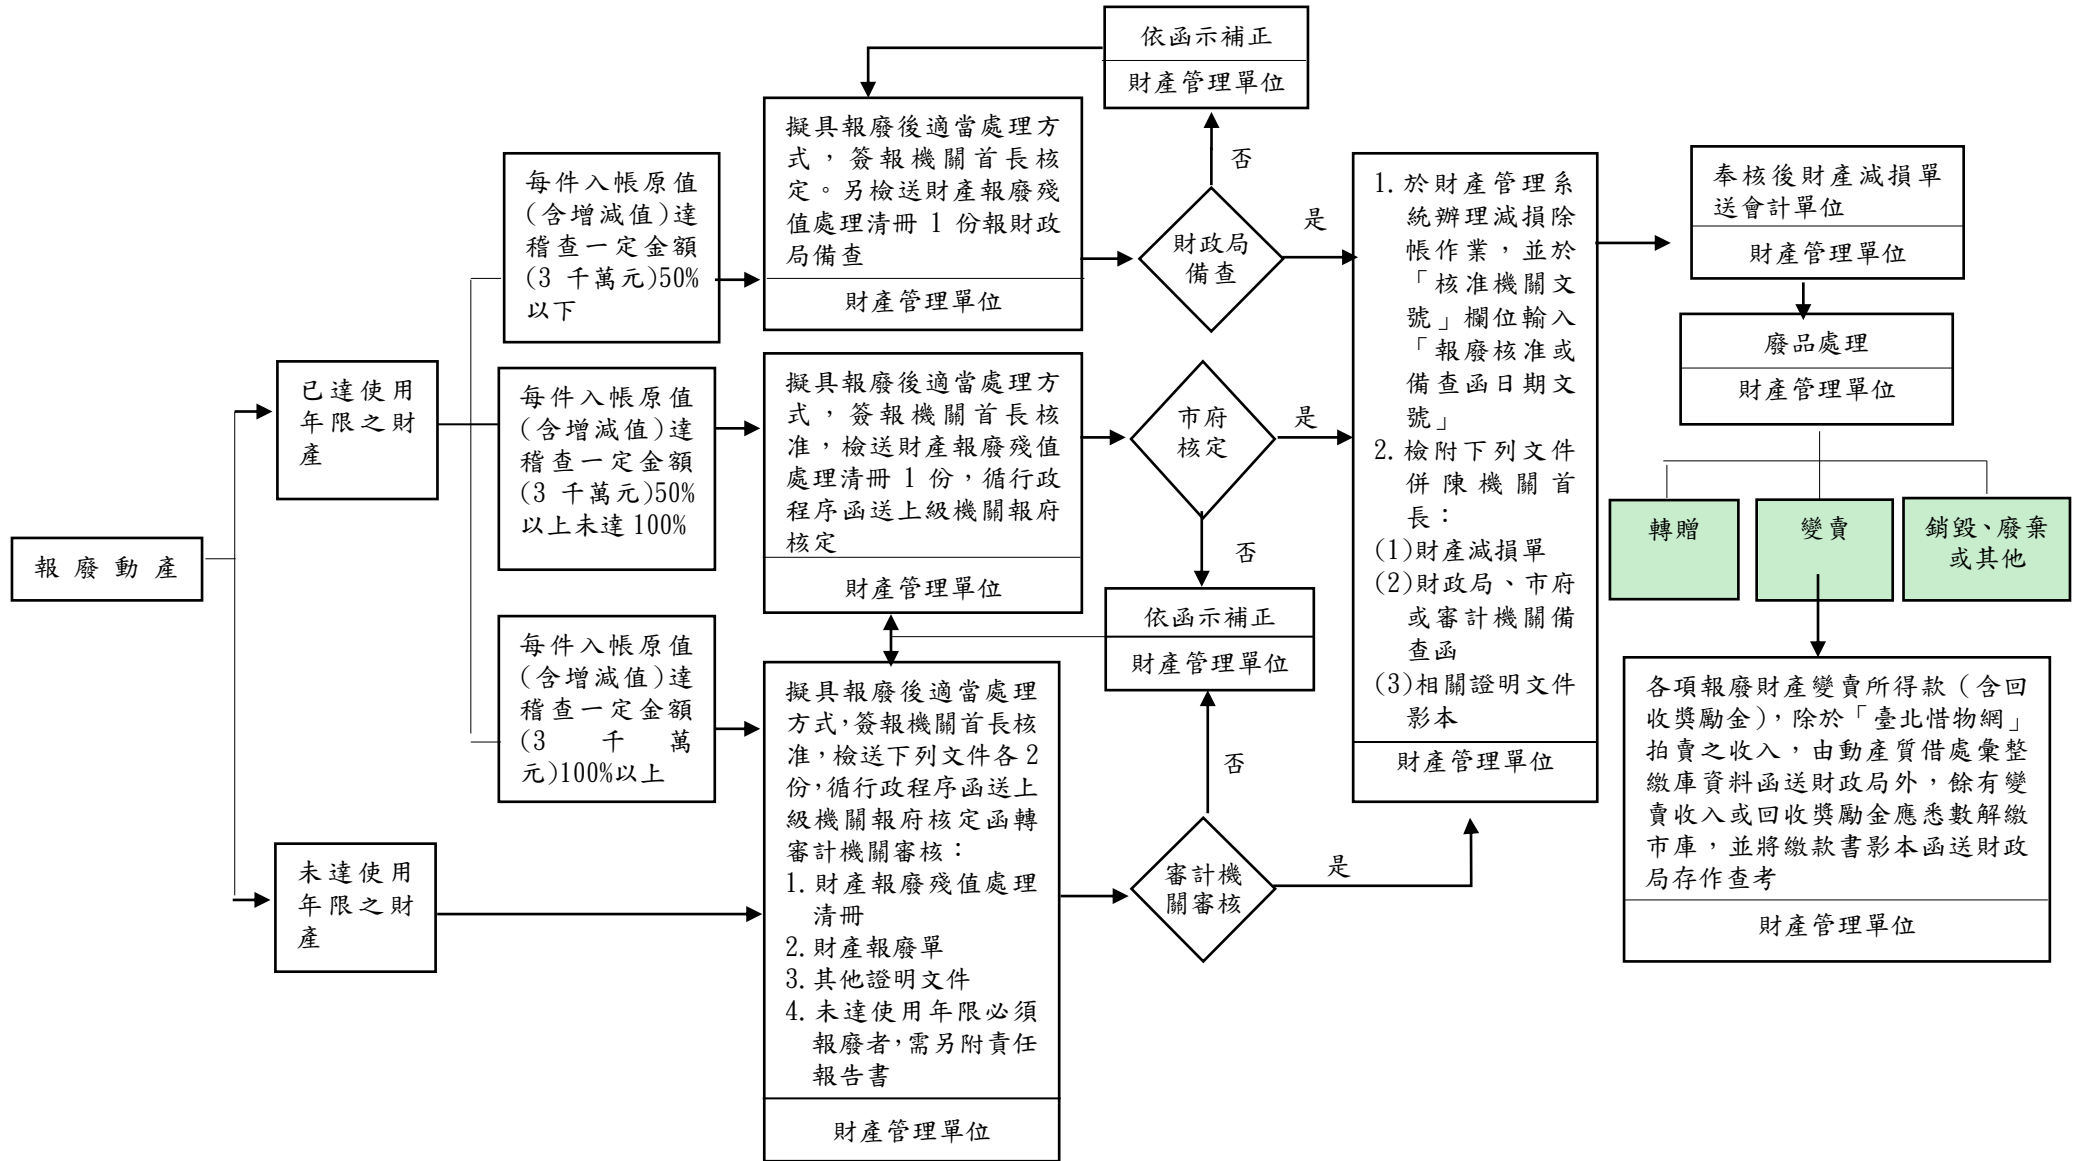 報廢動產
已達使用
年限之財
產
未達使用
年限之財
產
每件入帳原值
(含增減值)達
稽查一定金額
(3 千萬元)50%
以下
每件入帳原值
(含增減值)達
稽查一定金額
(3 千萬元)50%
以上未達 100%
每件入帳原值
(含增減值)達
稽查一定金額
(3 千 萬
元)100%以上
擬具報廢後適當處理方
式，簽報機關首長核
定。另檢送財產報廢殘
值處理清冊 1 份報財政
局備查
財產管理單位
擬具報廢後適當處理方
式，簽報機關首長核
准，檢送財產報廢殘值
處理清冊 1 份，循行政
程序函送上級機關報府
核定
財產管理單位
擬具報廢後適當處理
方式，簽報機關首長核
准，檢送下列文件各 2
份，循行政程序函送上
級機關報府核定函轉
審計機關審核：
1. 財產報廢殘值處理
清冊
2. 財產報廢單
3. 其他證明文件
4. 未達使用年限必須
報廢者，需另附責任
報告書
財產管理單位
依函示補正
財產管理單位
否
財政局
備查
是
市府
核定
是
否
依函示補正
財產管理單位
否
審計機
關審核
是
1. 於財產管理系
統辦理減損除
帳作業，並於
「核准機關文
號」欄位輸入
「報廢核准或
備查函日期文
號」
2. 檢附下列文件
併陳機關首
長：
(1)財產減損單
(2)財政局、市府
或審計機關備
查函
(3)相關證明文件
影本
財產管理單位
奉核後財產減損單
送會計單位
財產管理單位
廢品處理
財產管理單位
轉贈
變賣
銷毀、廢棄
或其他
各項報廢財產變賣所得款（含回
收獎勵金），除於「臺北惜物網」
拍賣之收入，由動產質借處彙整
繳庫資料函送財政局外，餘有變
賣收入或回收獎勵金應悉數解繳
市庫，並將繳款書影本函送財政
局存作查考
財產管理單位